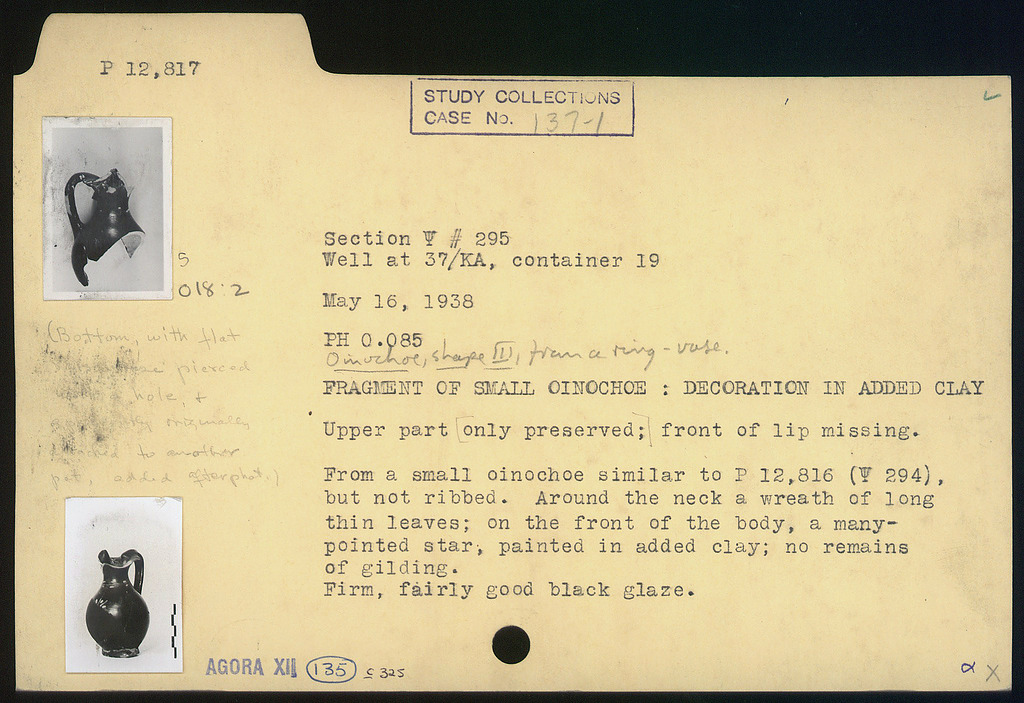 P 12,817
STUDY COLLECTIONS
CASE No. 137-1
Section Ψ # 295
Well at 37/KA, container 19
5
018:2
May 16, 1938
PH 0.085
Oinochoe, shape III, from a ring-vase.
FRAGMENT OF SMALL OINOCHOE : DECORATION IN ADDED CLAY
Upper part [only preserved;] front of lip missing.
From a small oinochoe similar to P 12,816 (Ψ 294),
but not ribbed. Around the neck a wreath of long
thin leaves; on the front of the body, a many-
pointed star, painted in added clay; no remains
of gilding.
Firm, fairly good black glaze.
(Bottom, with flat
pierced
hole, +
originally
to another
pot, added after phot.)
AGORA XII 135 c 325
α X